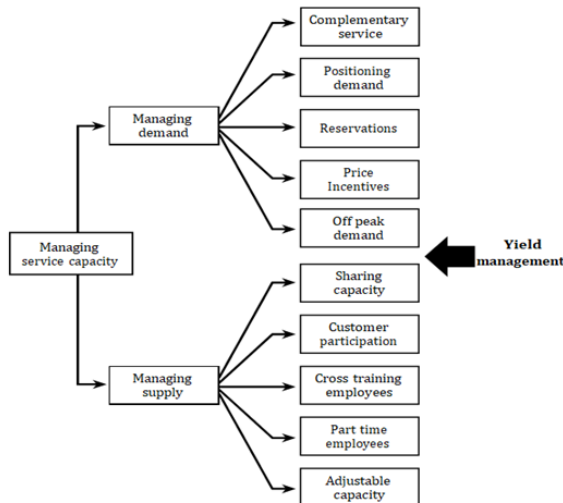 Complementary
service
Positioning
demand
Managing
demand
Reservations
Price
Incentives
Off peak
demand
Managing
service capacity
Yield
management
Sharing
capacity
Customer
participation
Managing
supply
Cross training
employees
Part time
employees
Adjustable
capacity